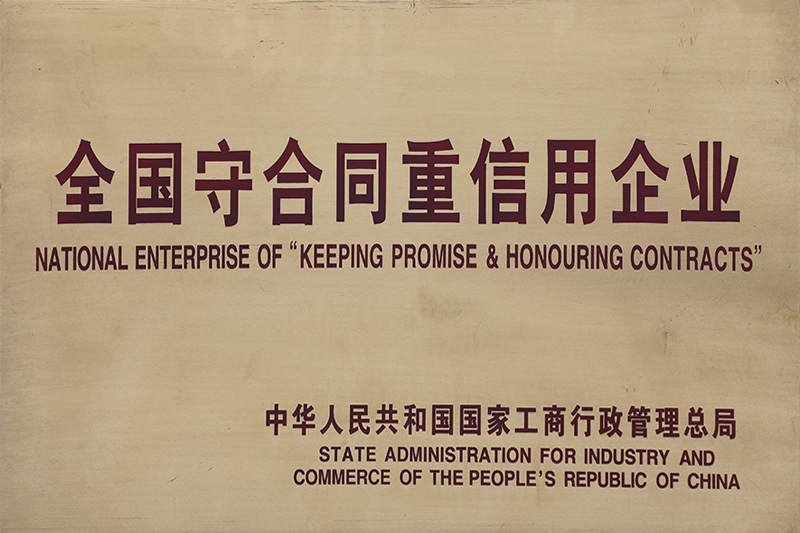 全国守合同重信用企业
NATIONAL ENTERPRISE OF “KEEPING PROMISE & HONOURING CONTRACTS”
中华人民共和国国家工商行政管理总局
STATE ADMINISTRATION FOR INDUSTRY AND
COMMERCE OF THE PEOPLE'S REPUBLIC OF CHINA